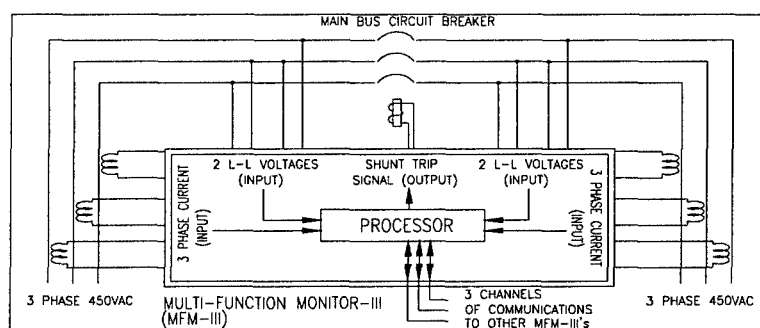 MAIN BUS CIRCUIT BREAKER
2 L-L VOLTAGES
(INPUT)
SHUNT TRIP
SIGNAL (OUTPUT)
2 L-L VOLTAGES
(INPUT)
3 PHASE CURRENT
(INPUT)
PROCESSOR
3 PHASE CURRENT
(INPUT)
3 PHASE 450VAC
MULTI-FUNCTION MONITOR-III
(MFM-III)
3 CHANNELS
OF COMMUNICATIONS
TO OTHER MFM-III's
3 PHASE 450VAC